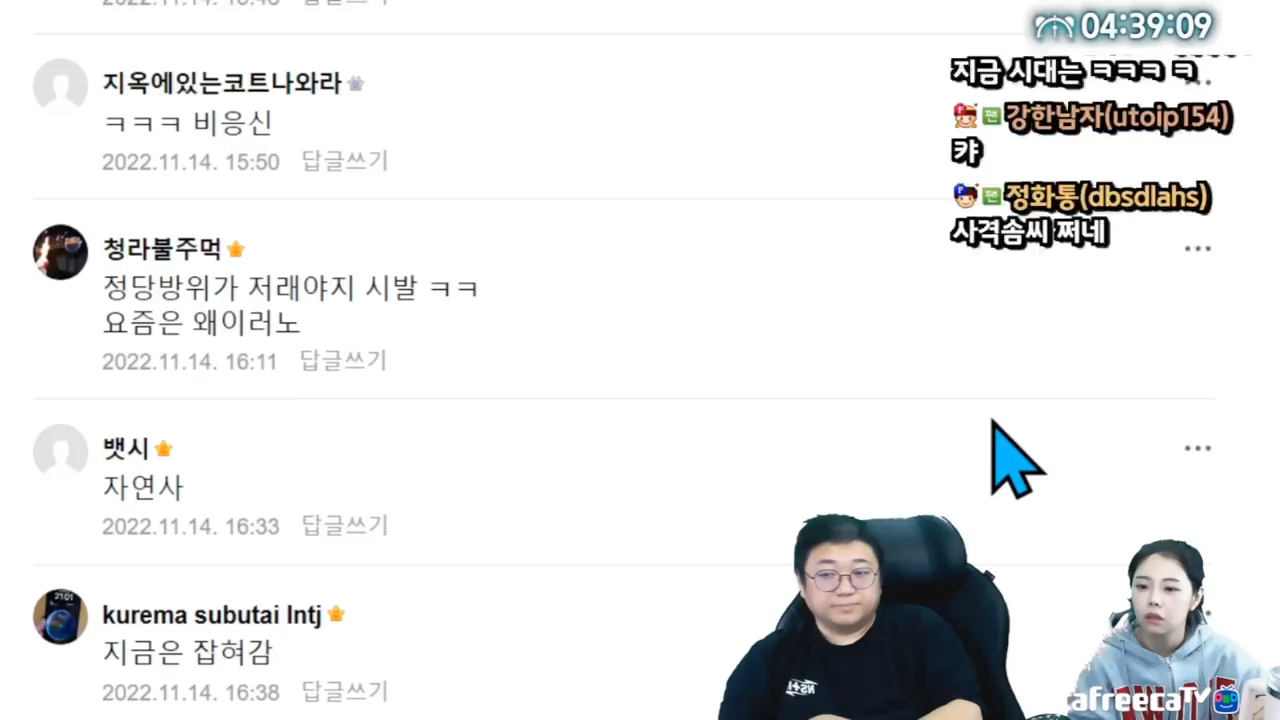 04:39:09
지옥에있는코트나와라
ㅋㅋㅋ 비응신
2022.11.14. 15:50 답글쓰기
지금 시대는 ㅋㅋㅋ ㅋ
강한남자(utoip154)
캬
정화통(dbsdlahs)
사격솜씨 쩌네
청라불주먹
정당방위가 저래야지 시발 ㅋㅋ
요즘은 왜이러노
2022.11.14. 16:11 답글쓰기
뱃시
자연사
2022.11.14. 16:33 답글쓰기
kurema subutai Intj
지금은 잡혀감
2022.11.14. 16:38 답글쓰기
afreecaTV